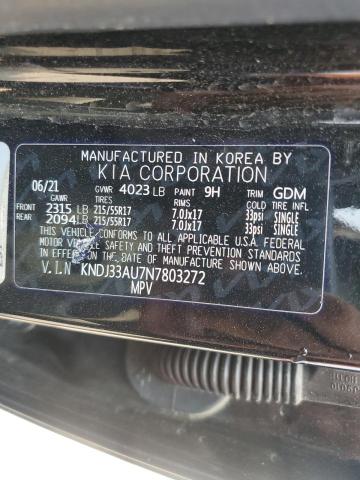 MANUFACTURED IN KOREA BY
KIA CORPORATION
06/21 GVWR 4023 LB PAINT 9H TRIM GDM
GAWR TIRES RIMS COLD TIRE INFL
FRONT 2315 LB 215/55R17 7.0Jx17 33psi SINGLE
REAR 2094 LB 215/55R17 7.0Jx17 33psi SINGLE
THIS VEHICLE CONFORMS TO ALL APPLICABLE FEDERAL
MOTOR VEHICLE SAFETY AND THEFT PREVENTION STANDARDS
IN EFFECT ON THE DATE OF MANUFACTURE SHOWN ABOVE
V.I.N KNDJ33AU7N7803272
MPV